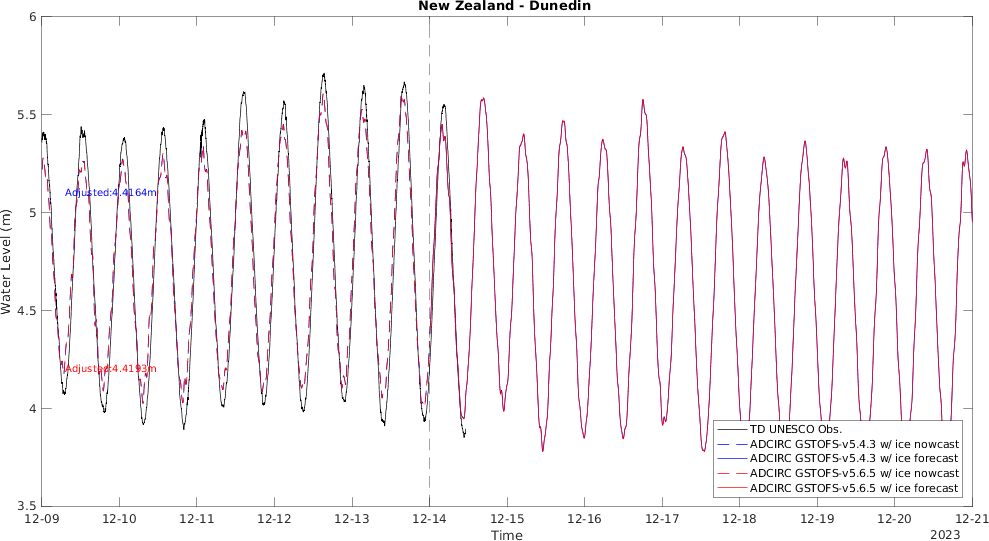 New Zealand - Dunedin
6
5.5
5
4.5
4
3.5
Water Level (m)
Adjusted:4.4164m
Adjusted:4.4193m
TD UNESCO Obs.
ADCIRC GSTOFS-v5.4.3 w/ ice nowcast
ADCIRC GSTOFS-v5.4.3 w/ ice forecast
ADCIRC GSTOFS-v5.6.5 w/ ice nowcast
ADCIRC GSTOFS-v5.6.5 w/ ice forecast
12-09 12-10 12-11 12-12 12-13 12-14 12-15 12-16 12-17 12-18 12-19 12-20 12-21
Time
2023